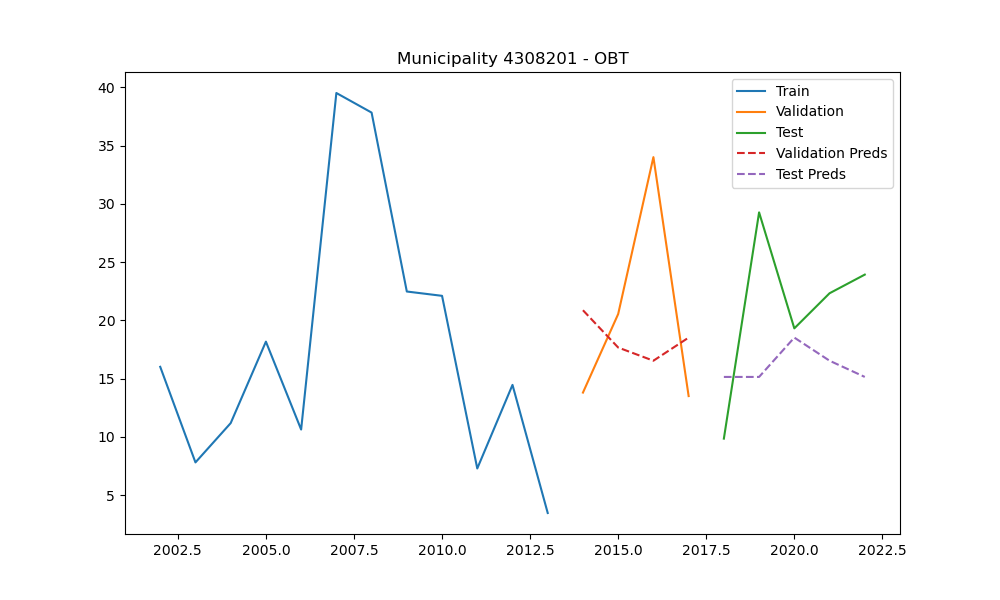 Municipality 4308201 - OBT
Train
Validation
Test
Validation Preds
Test Preds
40
35
30
25
20
15
10
5
2002.5 2005.0 2007.5 2010.0 2012.5 2015.0 2017.5 2020.0 2022.5